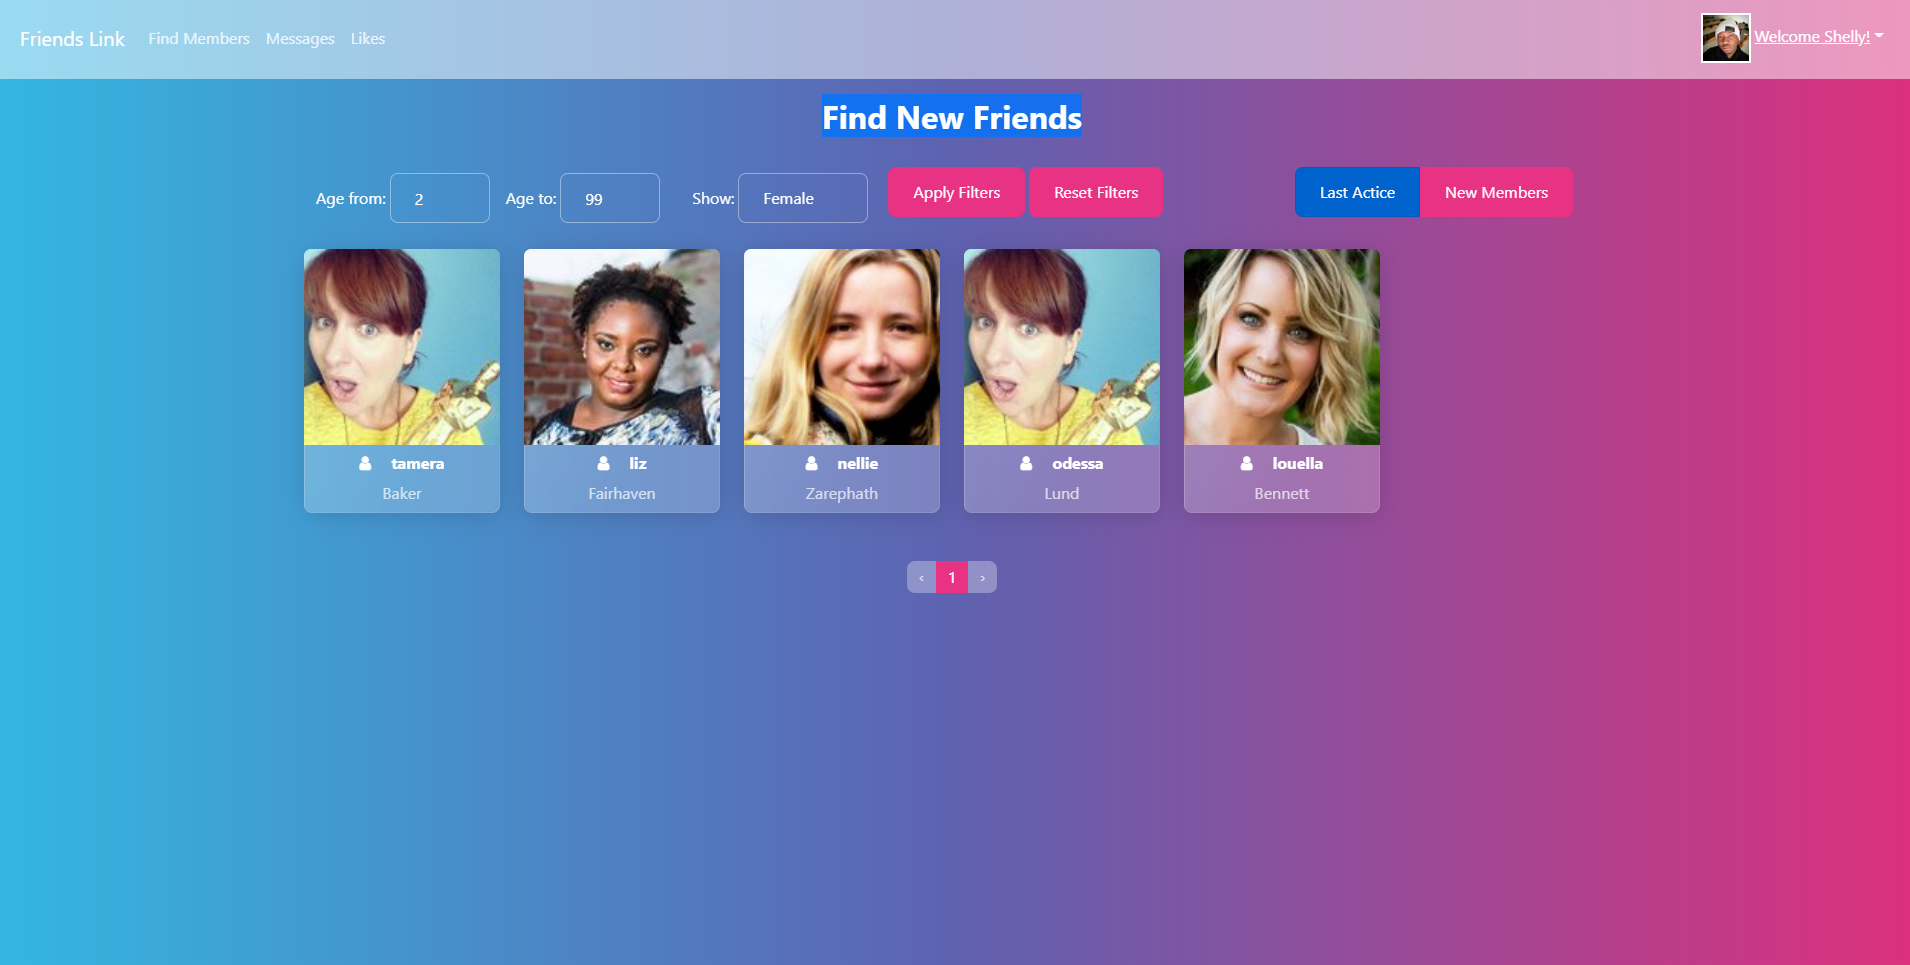 Friends Link Find Members Messages Likes Welcome Shelly!
Find New Friends
Age from: 2 Age to: 99 Show: Female Apply Filters Reset Filters Last Actice New Members
tamera liz nellie odessa louella
Baker Fairhaven Zarephath Lund Bennett
‹ 1 ›